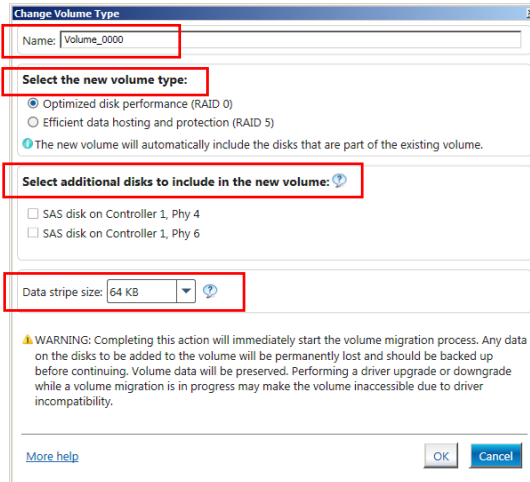 Change Volume Type
Name: Volume_0000
Select the new volume type:
Optimized disk performance (RAID 0)
Efficient data hosting and protection (RAID 5)
The new volume will automatically include the disks that are part of the existing volume.
Select additional disks to include in the new volume:
SAS disk on Controller 1, Phy 4
SAS disk on Controller 1, Phy 6
Data stripe size: 64 KB
WARNING: Completing this action will immediately start the volume migration process. Any data
on the disks to be added to the volume will be permanently lost and should be backed up
before continuing. Volume data will be preserved. Performing a driver upgrade or downgrade
while a volume migration is in progress may make the volume inaccessible due to driver
incompatibility.
More help
OK
Cancel